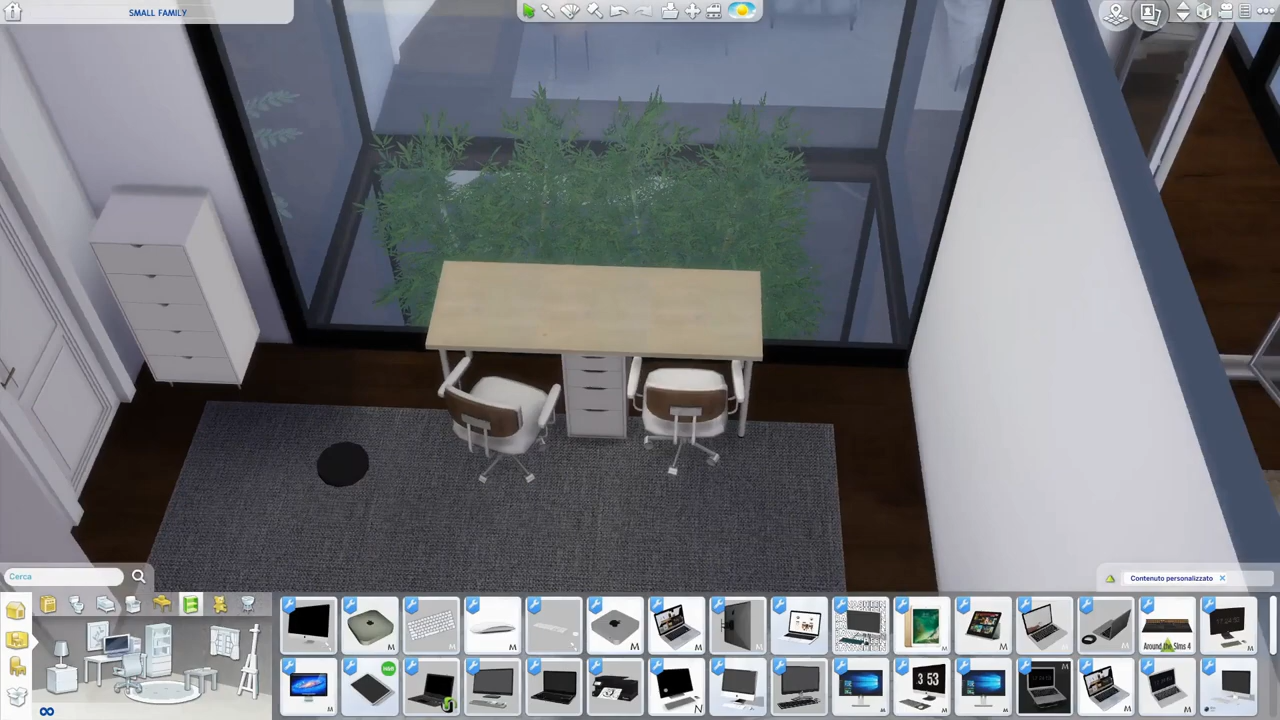 SMALL FAMILY
Cerca
Contenuto personalizzato
Around the Sims 4
3 53